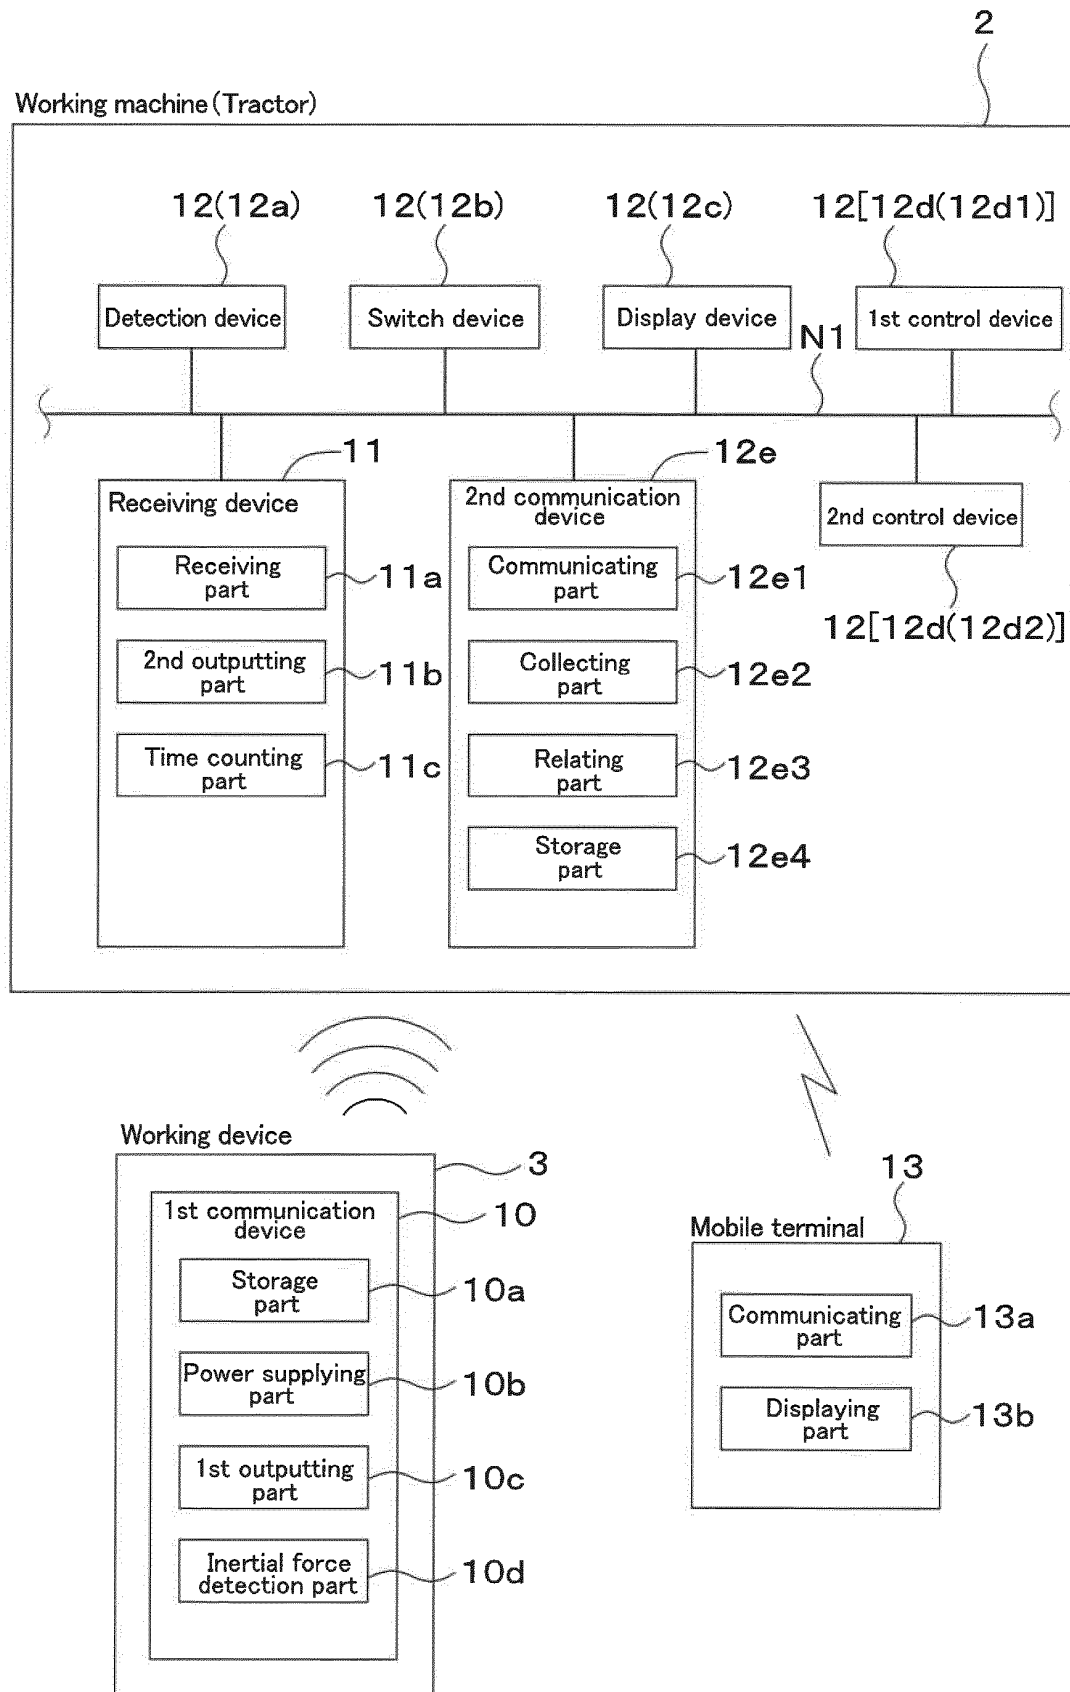 2
Working machine(Tractor)
12(12a)
12(12b)
12(12c)
12[12d(12d1)]
Detection device
Switch device
Display device
1st control device
N1
11
12e
Receiving device
2nd communication
device
2nd control device
12[12d(12d2)]
Receiving
part
11a
2nd outputting
part
11b
Time counting
part
11c
Communicating
part
12e1
Collecting
part
12e2
Relating
part
12e3
Storage
part
12e4
Working device
3
1st communication
device
10
Storage
part
10a
Power supplying
part
10b
1st outputting
part
10c
Inertial force
detection part
10d
13
Mobile terminal
Communicating
part
13a
Displaying
part
13b